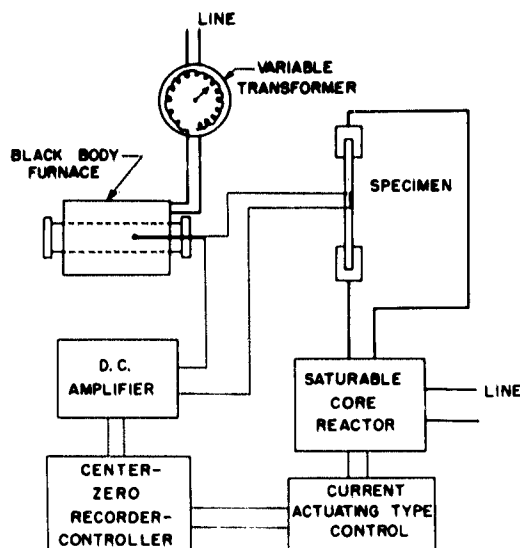 LINE
VARIABLE
TRANSFORMER
BLACK BODY
FURNACE
SPECIMEN
D.C.
AMPLIFIER
SATURABLE
CORE
REACTOR
LINE
CENTER-
ZERO
RECORDER-
CONTROLLER
CURRENT
ACTUATING TYPE
CONTROL